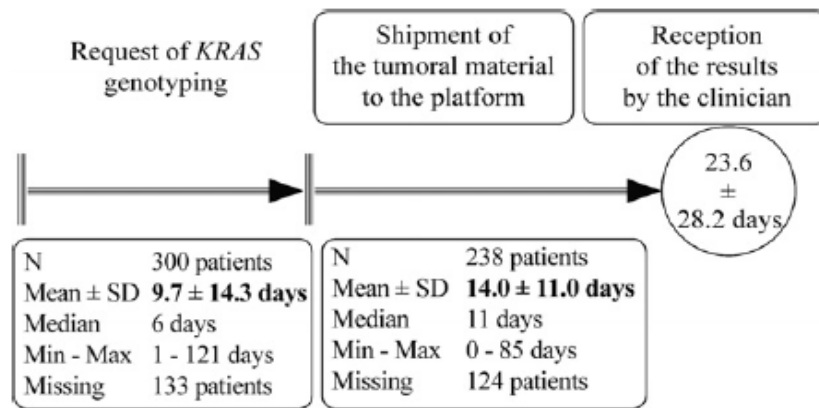 Request of KRAS
genotyping
Shipment of
the tumoral material
to the platform
Reception
of the results
by the clinician
23.6
±
28.2 days
N 300 patients
Mean ± SD 9.7 ± 14.3 days
Median 6 days
Min - Max 1 - 121 days
Missing 133 patients
N 238 patients
Mean ± SD 14.0 ± 11.0 days
Median 11 days
Min - Max 0 - 85 days
Missing 124 patients